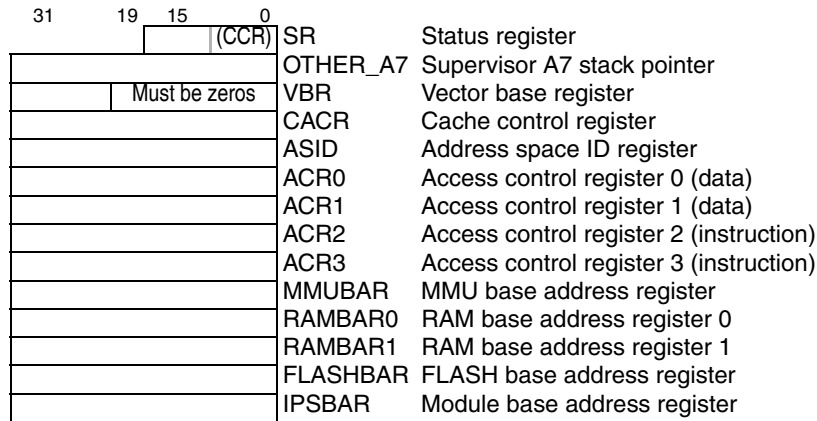 31 19 15 0
(CCR) SR Status register
OTHER_A7 Supervisor A7 stack pointer
Must be zeros VBR Vector base register
CACR Cache control register
ASID Address space ID register
ACR0 Access control register 0 (data)
ACR1 Access control register 1 (data)
ACR2 Access control register 2 (instruction)
ACR3 Access control register 3 (instruction)
MMUBAR MMU base address register
RAMBAR0 RAM base address register 0
RAMBAR1 RAM base address register 1
FLASHBAR FLASH base address register
IPSBAR Module base address register